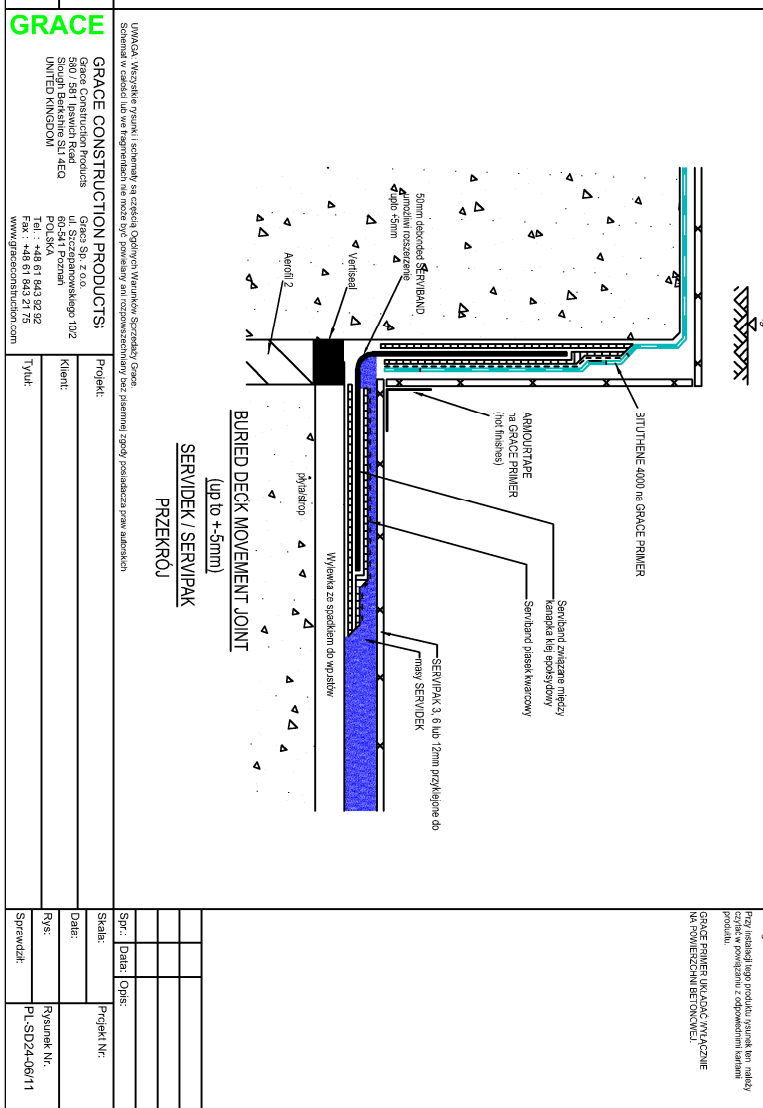 Przy instalacji tego produktu rysunek ten należy
czytać w powiązaniu z odpowiednimi kartami
produktu.
GRACE PRIMER UKŁADAĆ WYŁĄCZNIE
NA POWIERZCHNI BETONOWEJ.
BITUTHENE 4000 na GRACE PRIMER
ARMOURTAPE
na GRACE PRIMER
(hot finishes)
Serviband związane między
kanapka klej epoksydowy
Serviband piasek kwarcowy
SERVIPAK 3, 6 lub 12mm przyklejone do
masy SERVIDEK
50mm debonded SERVIBAND
umożliwi rozszerzenie
upto +5mm
Vertiseal
Aerofil 2
płyta/strop
Wylewka ze spadkiem do wpustów
BURIED DECK MOVEMENT JOINT
(up to +-5mm)
SERVIDEK / SERVIPAK
PRZEKRÓJ
UWAGA: Wszystkie rysunki i schematy są częścią Ogólnych Warunków Sprzedaży Grace.
Schemat w całości lub we fragmentach nie może być powielany ani rozpowszechniany bez pisemnej zgody posiadacza praw autorskich
GRACE
GRACE CONSTRUCTION PRODUCTS:
Grace Construction Products
580 / 581 Ipswich Road
Slough Berkshire SL1 4EQ
UNITED KINGDOM
Grace Sp. z o.o.
ul. Szczepanowskiego 10/2
60-541 Poznań
POLSKA
Tel. : +48 61 843 92 92
Fax : +48 61 843 21 75
www.graceconstruction.com
Projekt:
Klient:
Tytuł:
Spr.: Data: Opis:
Skala:
Projekt Nr:
Data:
Rys:
Rysunek Nr.
Sprawdził:
PL-SD24-06/11